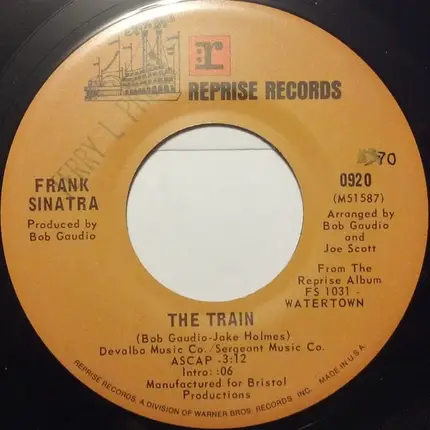 r
REPRISE RECORDS
FRANK
SINATRA
Produced by
Bob Gaudio
70
0920
(M51587)
Arranged by
Bob Gaudio
and
Joe Scott
From The
Reprise Album
FS 1031 -
WATERTOWN
THE TRAIN
(Bob Gaudio-Jake Holmes)
Devalbo Music Co./Sergeant Music Co.
ASCAP -3:12
Intro: :06
Manufactured for Bristol
Productions
REPRISE RECORDS, A DIVISION OF WARNER BROS. RECORDS, INC. MADE IN U.S.A.